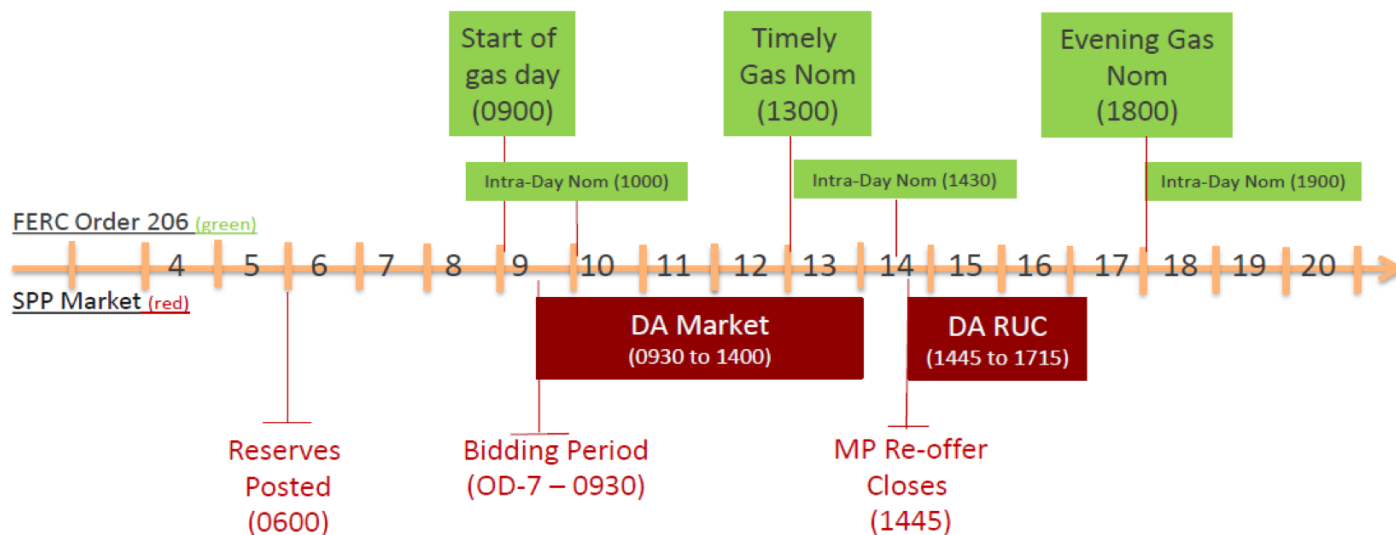 Start of
gas day
(0900)
Timely
Gas Nom
(1300)
Evening Gas
Nom
(1800)
Intra-Day Nom (1000)
Intra-Day Nom (1430)
Intra-Day Nom (1900)
FERC Order 206 (green)
4 5 6 7 8 9 10 11 12 13 14 15 16 17 18 19 20
SPP Market (red)
DA Market
(0930 to 1400)
DA RUC
(1445 to 1715)
Reserves
Posted
(0600)
Bidding Period
(OD-7 – 0930)
MP Re-offer
Closes
(1445)